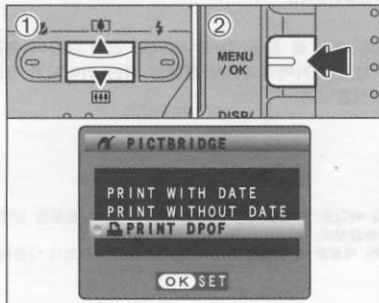 ①
②
MENU
/ OK
DISP/
PICTBRIDGE
PRINT WITH DATE
PRINT WITHOUT DATE
PRINT DPOF
OK SET